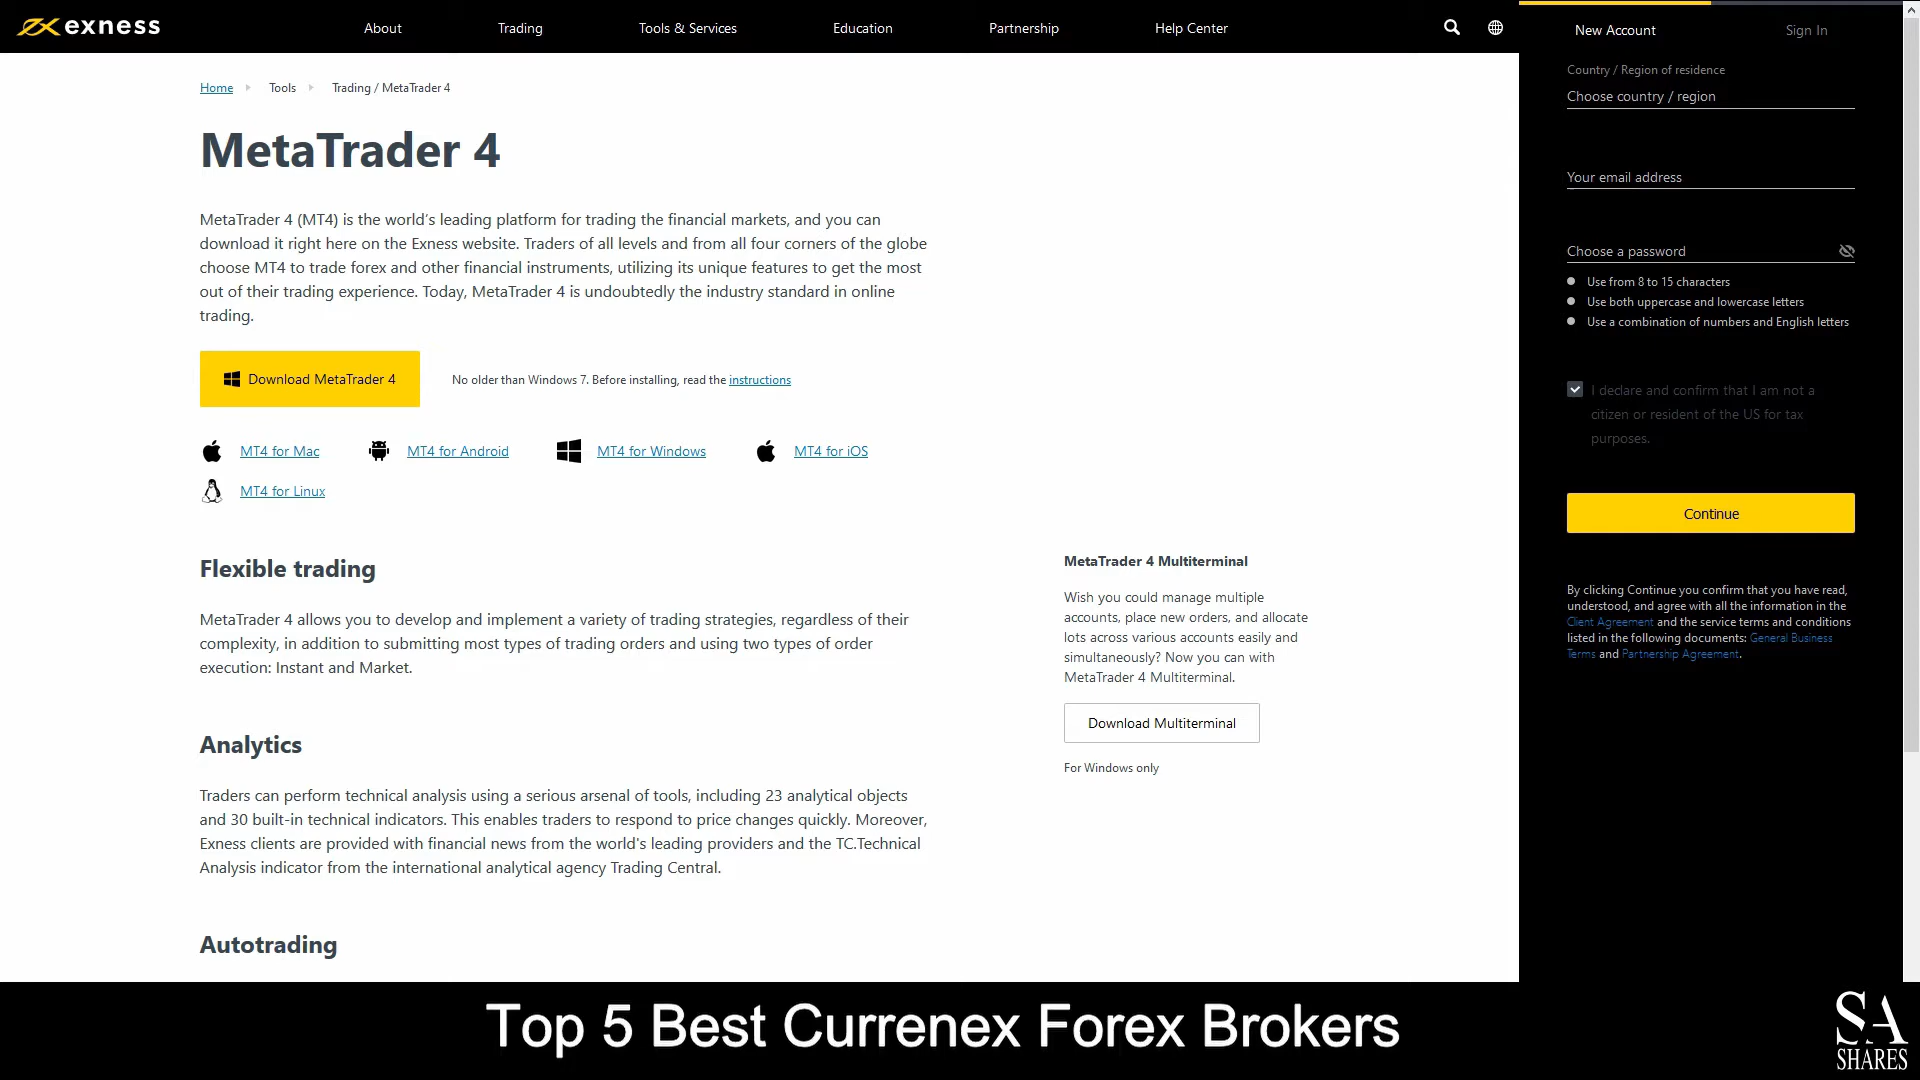 exness
About Trading Tools & Services Education Partnership Help Center
Home Tools Trading / MetaTrader 4
MetaTrader 4
MetaTrader 4 (MT4) is the world's leading platform for trading the financial markets, and you can
download it right here on the Exness website. Traders of all levels and from all four corners of the globe
choose MT4 to trade forex and other financial instruments, utilizing its unique features to get the most
out of their trading experience. Today, MetaTrader 4 is undoubtedly the industry standard in online
trading.
Download MetaTrader 4 No older than Windows 7. Before installing, read the instructions
MT4 for Mac MT4 for Android MT4 for Windows MT4 for iOS
MT4 for Linux
Flexible trading
MetaTrader 4 allows you to develop and implement a variety of trading strategies, regardless of their
complexity, in addition to submitting most types of trading orders and using two types of order
execution: Instant and Market.
Analytics
Traders can perform technical analysis using a serious arsenal of tools, including 23 analytical objects
and 30 built-in technical indicators. This enables traders to respond to price changes quickly. Moreover,
Exness clients are provided with financial news from the world's leading providers and the TC.Technical
Analysis indicator from the international analytical agency Trading Central.
Autotrading
MetaTrader 4 Multiterminal
Wish you could manage multiple
accounts, place new orders, and allocate
lots across various accounts easily and
simultaneously? Now you can with
MetaTrader 4 Multiterminal.
Download Multiterminal
For Windows only
New Account Sign In
Country / Region of residence
Choose country / region
Your email address
Choose a password
Use from 8 to 15 characters
Use both uppercase and lowercase letters
Use a combination of numbers and English letters
I declare and confirm that I am not a
citizen or resident of the US for tax
purposes.
Continue
By clicking Continue you confirm that you have read,
understood, and agree with all the information in the
Client Agreement and the service terms and conditions
listed in the following documents: General Business
Terms and Partnership Agreement.
Top 5 Best Currenex Forex Brokers
SA
SHARES